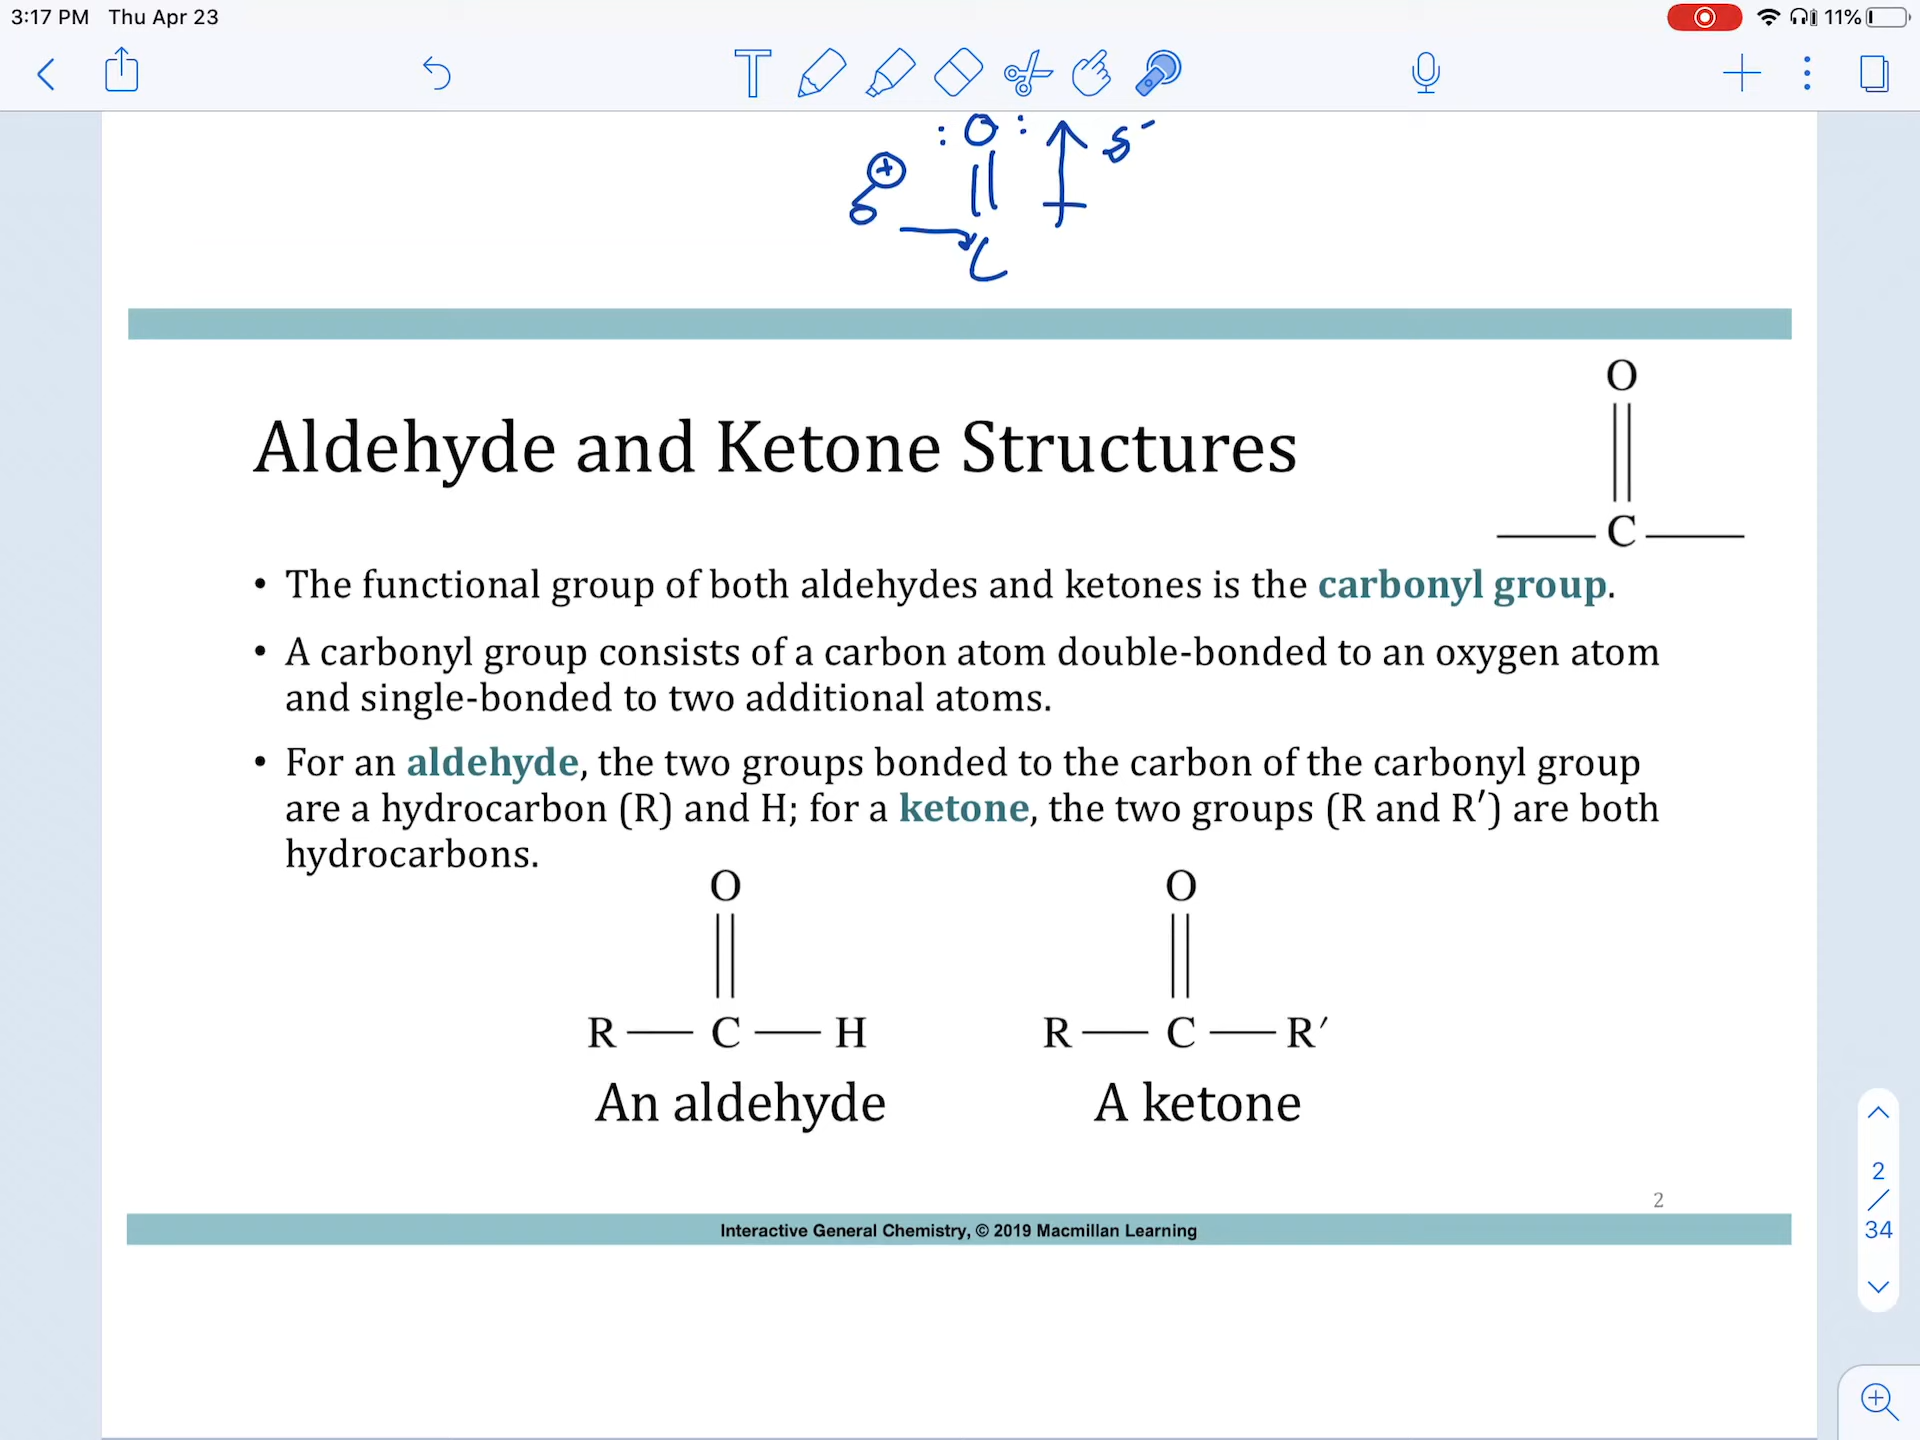 3:17 PM Thu Apr 23
11%
T
:O: δ-
δ+
C
O
C
Aldehyde and Ketone Structures
• The functional group of both aldehydes and ketones is the carbonyl group.
• A carbonyl group consists of a carbon atom double-bonded to an oxygen atom
and single-bonded to two additional atoms.
• For an aldehyde, the two groups bonded to the carbon of the carbonyl group
are a hydrocarbon (R) and H; for a ketone, the two groups (R and R′) are both
hydrocarbons.
O O
R — C — H R — C — R′
An aldehyde A ketone
2
Interactive General Chemistry, © 2019 Macmillan Learning
2
/
34